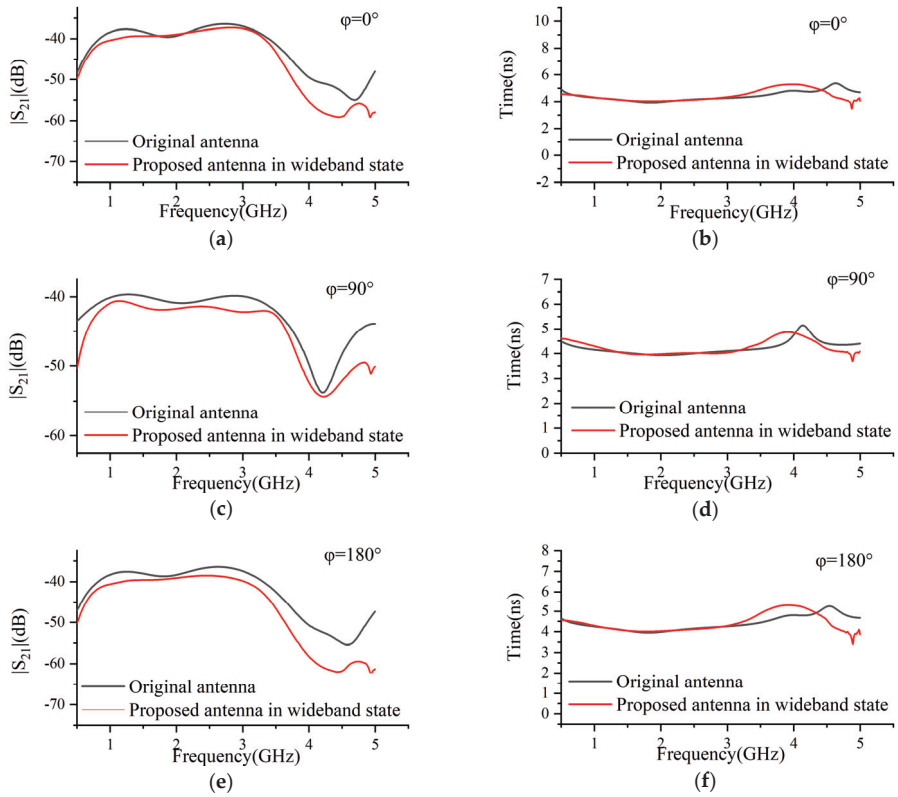 φ=0°
|S21|(dB)
-40
-50
-60
-70
Original antenna
Proposed antenna in wideband state
1 2 3 4 5
Frequency(GHz)
(a)
φ=0°
Time(ns)
10
8
6
4
2
0
-2
Original antenna
Proposed antenna in wideband state
1 2 3 4 5
Frequency(GHz)
(b)
φ=90°
|S21|(dB)
-40
-50
-60
Original antenna
Proposed antenna in wideband state
1 2 3 4 5
Frequency(GHz)
(c)
φ=90°
Time(ns)
7
6
5
4
3
2
1
0
Original antenna
Proposed antenna in wideband state
1 2 3 4 5
Frequency(GHz)
(d)
φ=180°
|S21|(dB)
-40
-50
-60
-70
Original antenna
Proposed antenna in wideband state
1 2 3 4 5
Frequency(GHz)
(e)
φ=180°
Time(ns)
8
7
6
5
4
3
2
1
0
Original antenna
Proposed antenna in wideband state
1 2 3 4 5
Frequency(GHz)
(f)